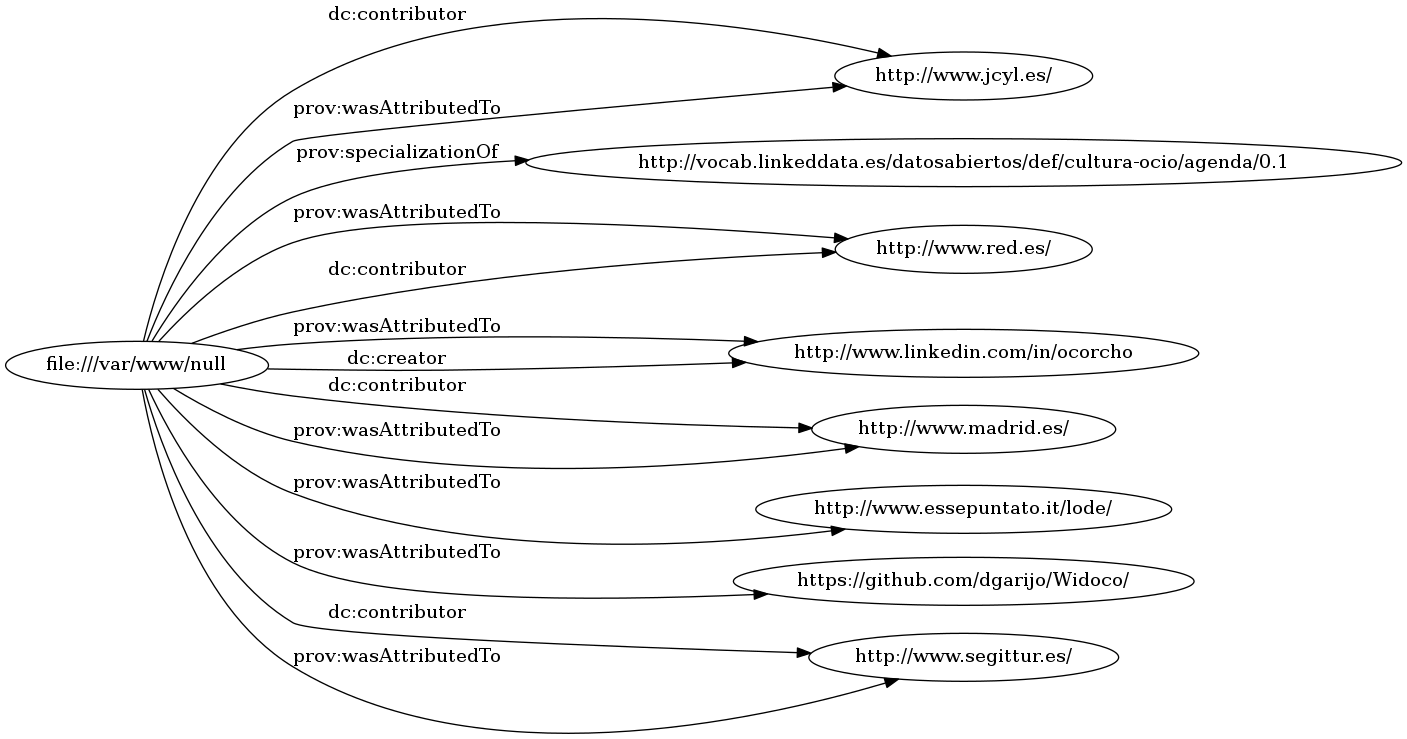 dc:contributor
http://www.jcyl.es/
prov:wasAttributedTo
prov:specializationOf
http://vocab.linkeddata.es/datosabiertos/def/cultura-ocio/agenda/0.1
prov:wasAttributedTo
http://www.red.es/
dc:contributor
prov:wasAttributedTo
http://www.linkedin.com/in/ocorcho
dc:creator
file:///var/www/null
dc:contributor
http://www.madrid.es/
prov:wasAttributedTo
prov:wasAttributedTo
http://www.essepuntato.it/lode/
prov:wasAttributedTo
https://github.com/dgarijo/Widoco/
dc:contributor
http://www.segittur.es/
prov:wasAttributedTo